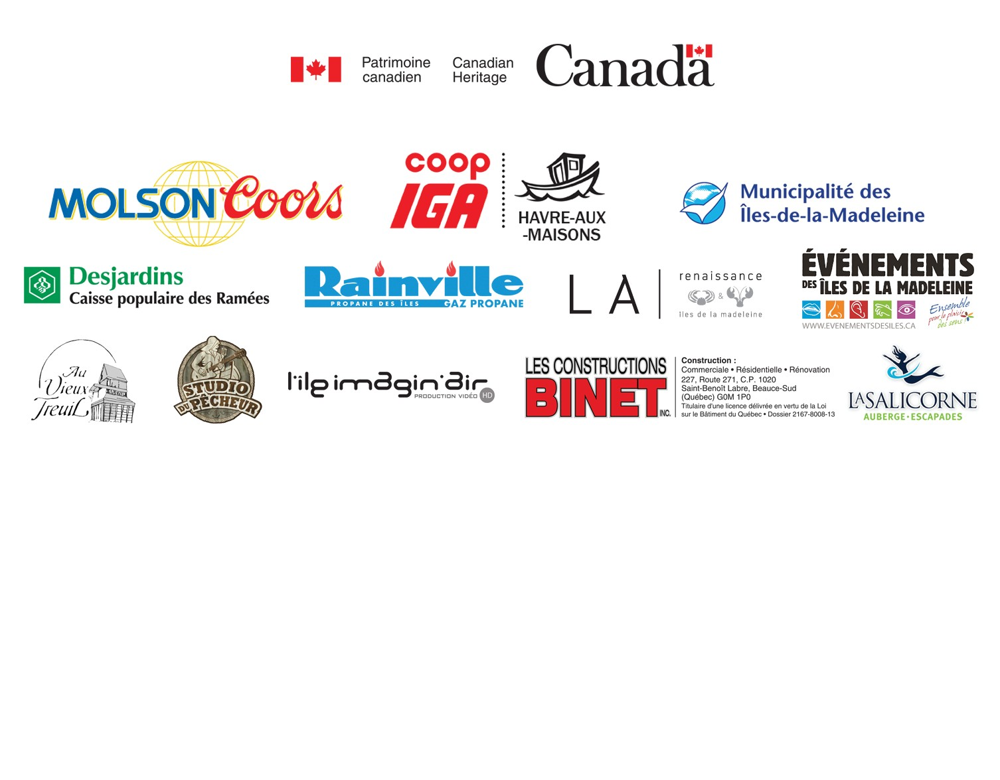 Patrimoine
canadien
Canadian
Heritage
Canada
MOLSON Coors
coop
IGA
HAVRE-AUX
-MAISONS
Municipalité des
Îles-de-la-Madeleine
Desjardins
Caisse populaire des Ramées
Rainville
PROPANE DES ÎLES
GAZ PROPANE
LA
renaissance
&
îles de la madeleine
ÉVÉNEMENTS
DES ÎLES DE LA MADELEINE
WWW.EVENEMENTSDESILES.CA
Ensemble
pour le plaisir
des sens !
Au
Vieux
Treuil
STUDIO
DU PÊCHEUR
l'île imagin'air
PRODUCTION VIDÉO HD
LES CONSTRUCTIONS
BINET
INC.
Construction :
Commerciale • Résidentielle • Rénovation
227, Route 271, C.P. 1020
Saint-Benoît Labre, Beauce-Sud
(Québec) G0M 1P0
Titulaire d'une licence délivrée en vertu de la Loi
sur le Bâtiment du Québec • Dossier 2167-8008-13
LA SALICORNE
AUBERGE • ESCAPADES